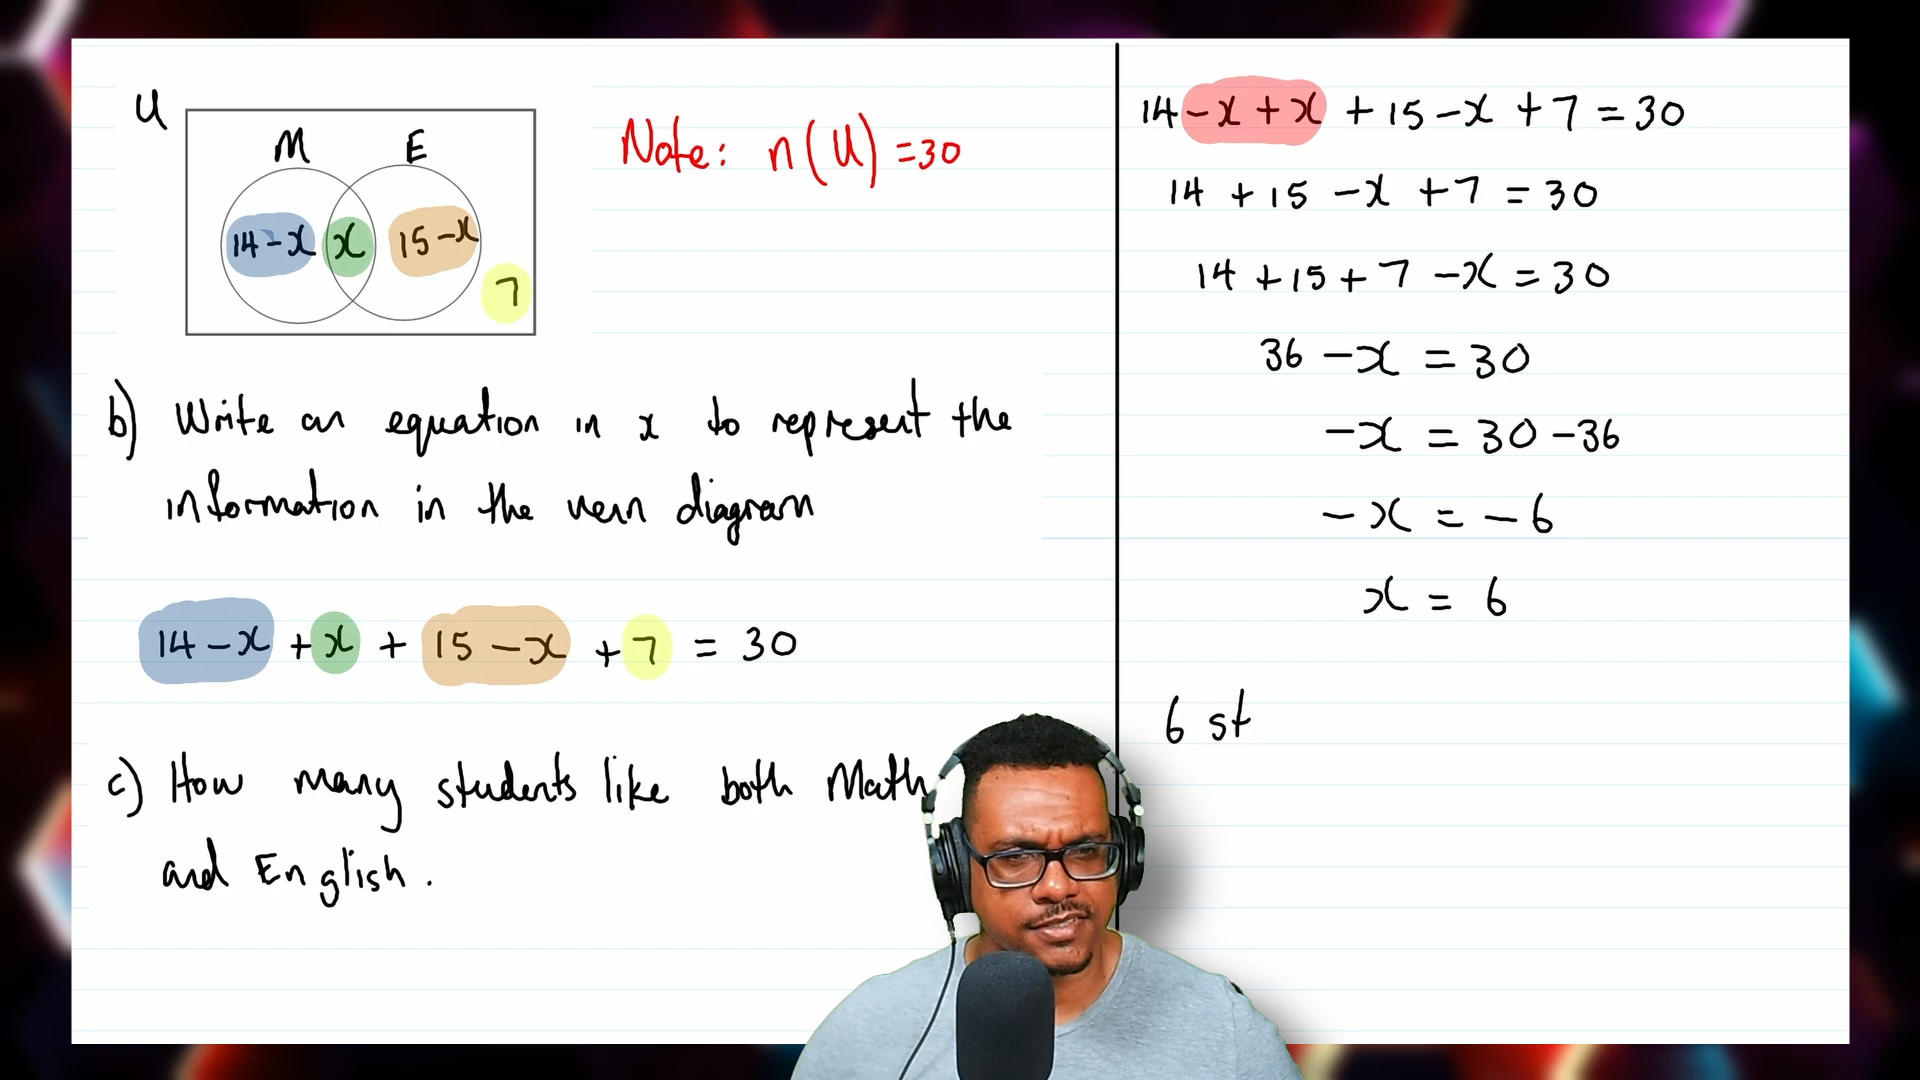 U
M E
14-x x 15-x
7
Note: n(U) =30
b) Write an equation in x to represent the
information in the venn diagram
14-x +x + 15-x +7 = 30
c) How many students like both Math
and English.
14-x+x +15-x +7 =30
14 +15 -x +7 =30
14 +15+7 -x =30
36 -x = 30
-x = 30-36
-x = -6
x = 6
6 st